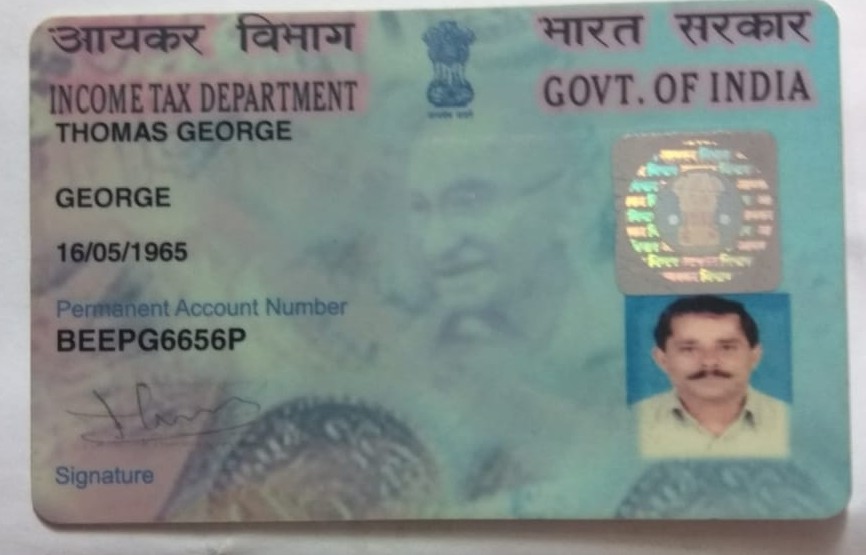 आयकर विभाग
भारत सरकार
INCOME TAX DEPARTMENT
GOVT. OF INDIA
THOMAS GEORGE
GEORGE
16/05/1965
Permanent Account Number
BEEPG6656P
Signature